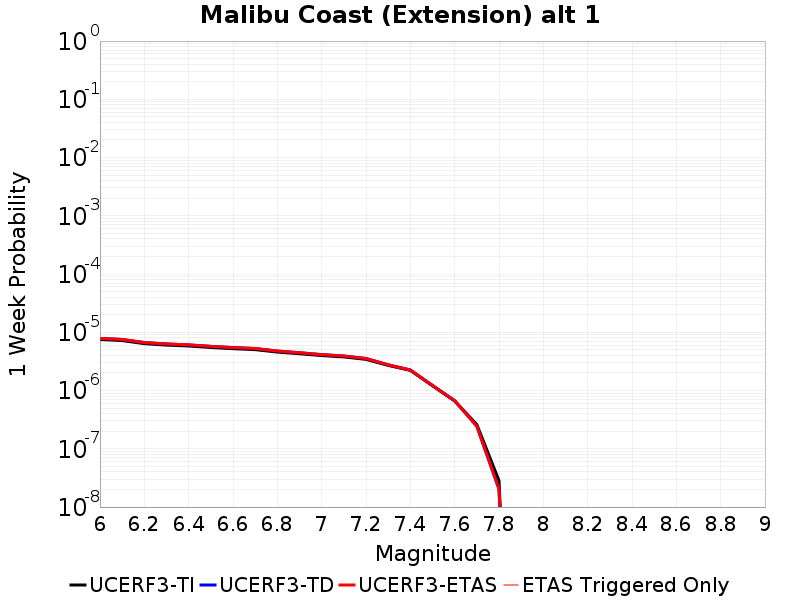 Malibu Coast (Extension) alt 1
10^0
10^-1
10^-2
10^-3
10^-4
10^-5
10^-6
10^-7
10^-8
1 Week Probability
6 6.2 6.4 6.6 6.8 7 7.2 7.4 7.6 7.8 8 8.2 8.4 8.6 8.8 9
Magnitude
UCERF3-TI UCERF3-TD UCERF3-ETAS ETAS Triggered Only